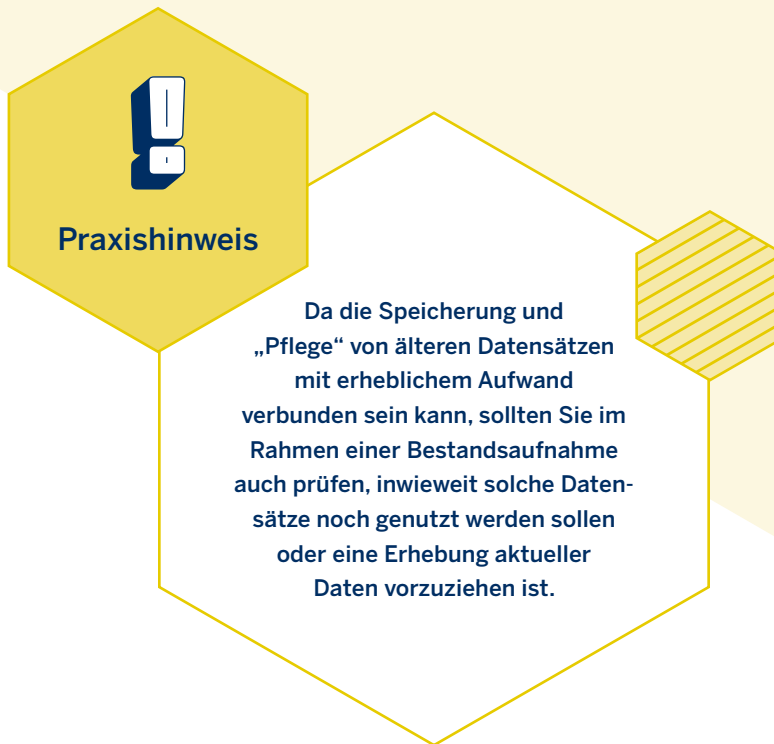 !
Praxishinweis
Da die Speicherung und
„Pflege“ von älteren Datensätzen
mit erheblichem Aufwand
verbunden sein kann, sollten Sie im
Rahmen einer Bestandsaufnahme
auch prüfen, inwieweit solche Daten-
sätze noch genutzt werden sollen
oder eine Erhebung aktueller
Daten vorzuziehen ist.